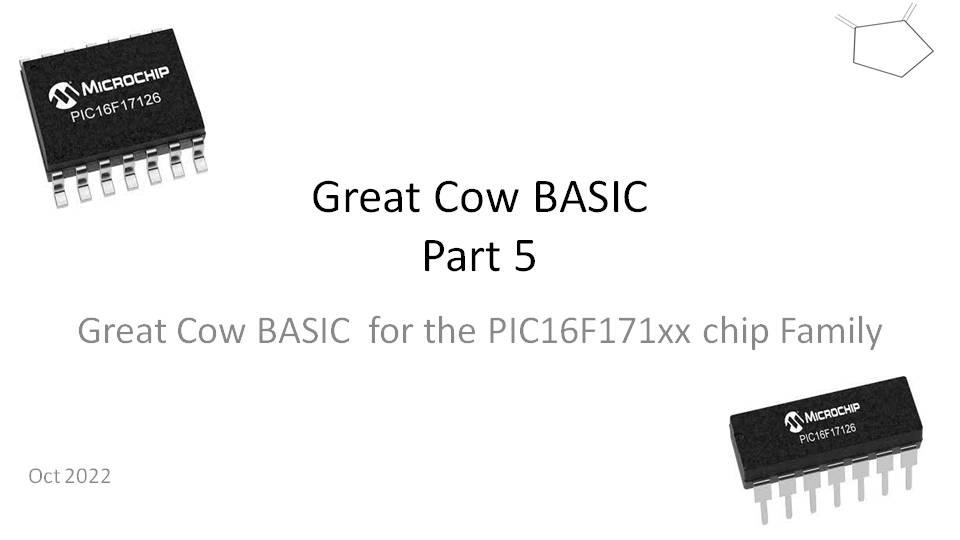 MICROCHIP
PIC16F17126
Great Cow BASIC
Part 5
Great Cow BASIC  for the PIC16F171xx chip Family
MICROCHIP
PIC16F17126
Oct 2022